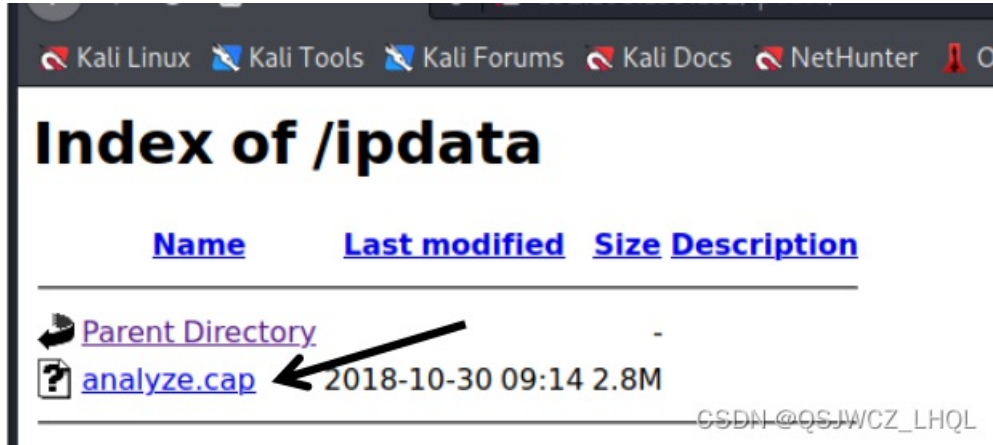 Kali Linux Kali Tools Kali Forums Kali Docs NetHunter O
Index of /ipdata
Name Last modified Size Description
Parent Directory -
analyze.cap 2018-10-30 09:14 2.8M
CSDN @QSJWCZ_LHQL